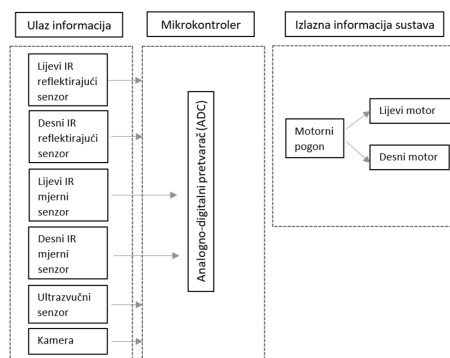 Ulaz informacija
Mikrokontroler
Izlazna informacija sustava
Lijevi IR
reflektirajući
senzor
Desni IR
reflektirajući
senzor
Lijevi IR
mjerni
senzor
Desni IR
mjerni
senzor
Ultrazvučni
senzor
Kamera
Analogno-digitalni pretvarač(ADC)
Motorni
pogon
Lijevi motor
Desni motor